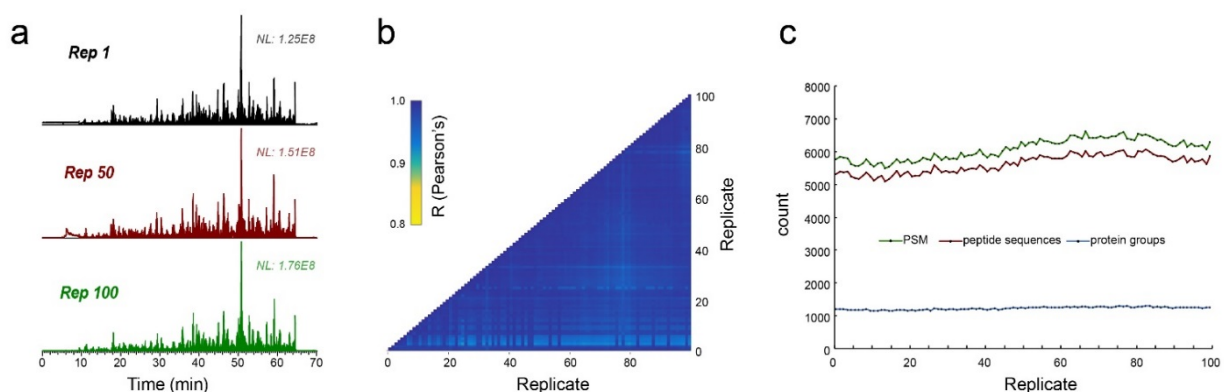 a
Rep 1
NL: 1.25E8
Rep 50
NL: 1.51E8
Rep 100
NL: 1.76E8
0 10 20 30 40 50 60 70
Time (min)
b
1.0
0.9
0.8
R (Pearson's)
100
80
60
40
20
0
Replicate
0 20 40 60 80
Replicate
c
8000
7000
6000
5000
4000
3000
2000
1000
0
count
PSM peptide sequences protein groups
0 20 40 60 80 100
Replicate